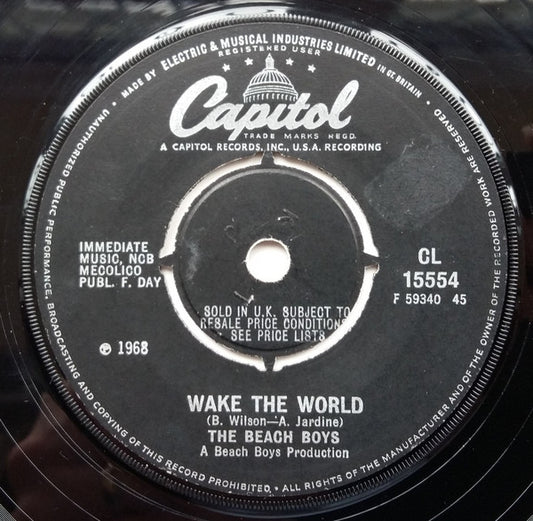 MADE BY ELECTRIC & MUSICAL INDUSTRIES LIMITED IN GT. BRITAIN •
REGISTERED USER
Capitol
TRADE MARKS REGD.
A CAPITOL RECORDS, INC., U.S.A. RECORDING
IMMEDIATE
MUSIC, NCB
MECOLICO
PUBL. F. DAY
CL
15554
F 59340 45
SOLD IN U.K. SUBJECT TO
RESALE PRICE CONDITIONS
SEE PRICE LISTS
℗ 1968
WAKE THE WORLD
(B. Wilson—A. Jardine)
THE BEACH BOYS
A Beach Boys Production
ALL RIGHTS OF THE MANUFACTURER AND OF THE OWNER OF THE RECORDED WORK ARE RESERVED •
UNAUTHORIZED PUBLIC PERFORMANCE, BROADCASTING AND COPYING OF THIS RECORD PROHIBITED •